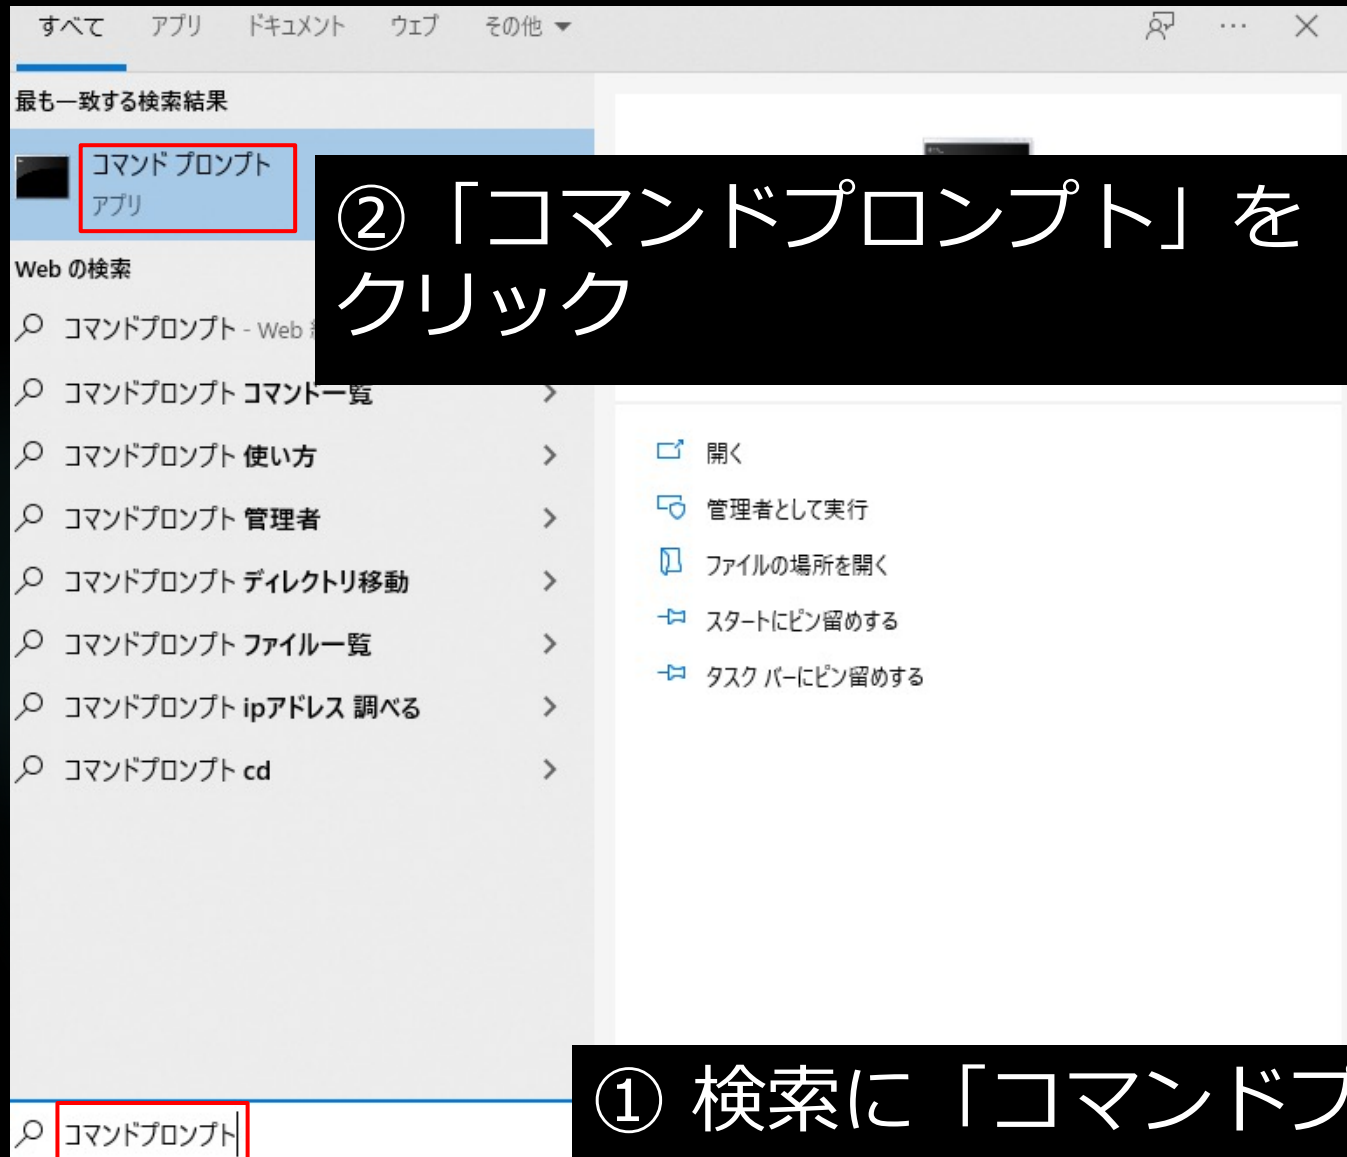 すべて アプリ ドキュメント ウェブ その他
最も一致する検索結果
コマンド プロンプト
アプリ
②「コマンドプロンプト」を
クリック
Web の検索
コマンドプロンプト - Web
コマンドプロンプト コマンド一覧
コマンドプロンプト 使い方
コマンドプロンプト 管理者
コマンドプロンプト ディレクトリ移動
コマンドプロンプト ファイル一覧
コマンドプロンプト ipアドレス 調べる
コマンドプロンプト cd
開く
管理者として実行
ファイルの場所を開く
スタートにピン留めする
タスク バーにピン留めする
① 検索に「コマンドプ
コマンドプロンプト